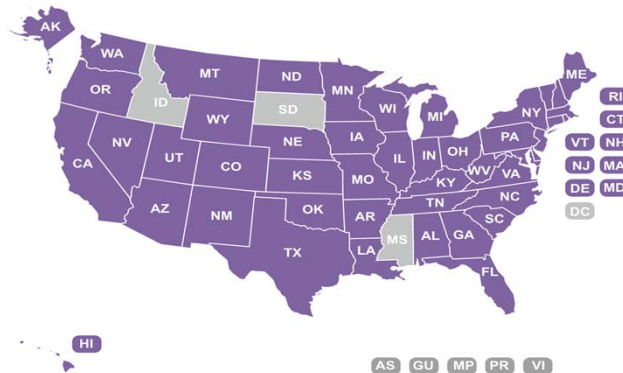 AK
WA
MT
ND
MN
ME
OR
ID
SD
WI
MI
NY
RI
WY
CT
IA
PA
NV
NE
IL
IN
OH
VT
NH
UT
CO
WV
VA
CA
KS
MO
KY
NJ
MA
NC
DE
MD
AZ
NM
OK
AR
TN
SC
DC
MS
AL
GA
LA
TX
FL
HI
AS
GU
MP
PR
VI